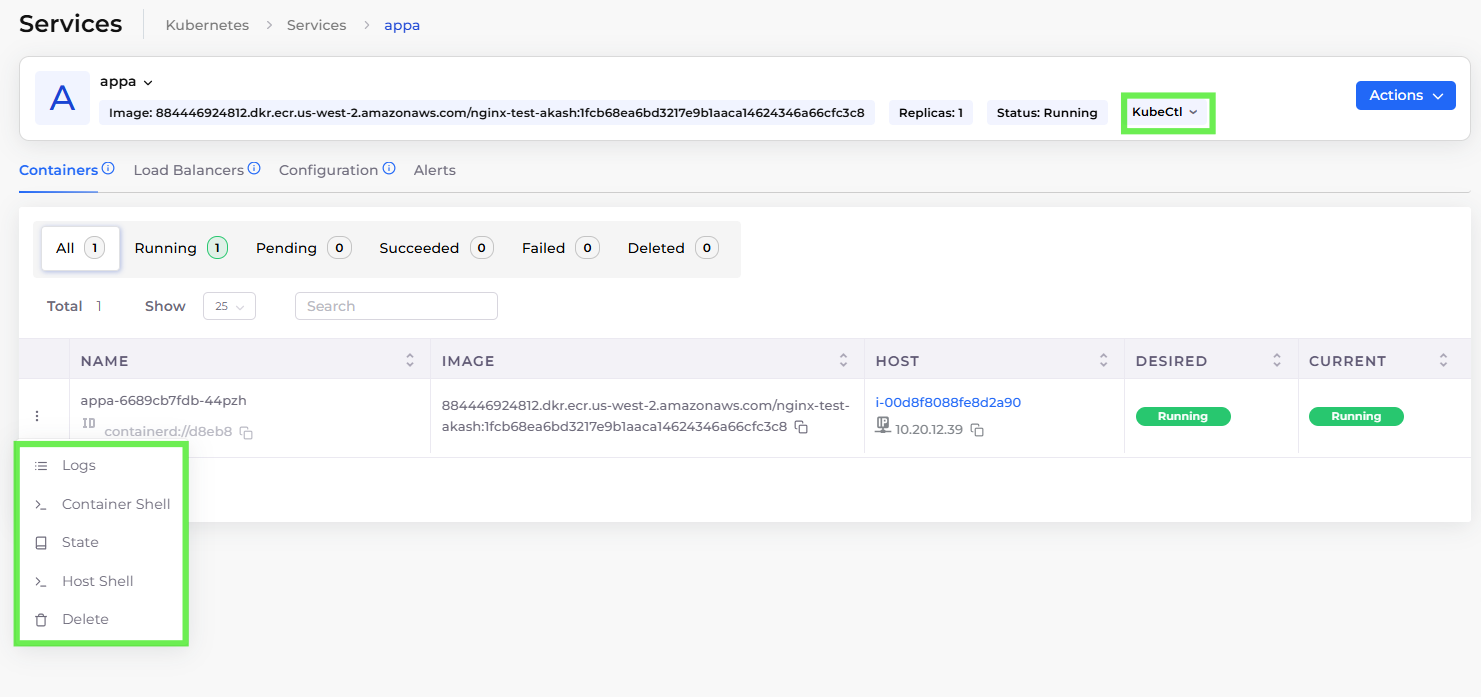 Services Kubernetes > Services > appa
A
appa
Image: 884446924812.dkr.ecr.us-west-2.amazonaws.com/nginx-test-akash:1fcb68ea6bd3217e9b1aaca14624346a66cfc3c8 Replicas: 1 Status: Running KubeCtl
Actions
Containers Load Balancers Configuration Alerts
All 1 Running 1 Pending 0 Succeeded 0 Failed 0 Deleted 0
Total 1 Show 25 Search
NAME IMAGE HOST DESIRED CURRENT
appa-6689cb7fdb-44pzh
ID containerd://d8eb8
884446924812.dkr.ecr.us-west-2.amazonaws.com/nginx-test-
akash:1fcb68ea6bd3217e9b1aaca14624346a66cfc3c8
i-00d8f8088fe8d2a90
IP 10.20.12.39
Running
Running
Logs
Container Shell
State
Host Shell
Delete